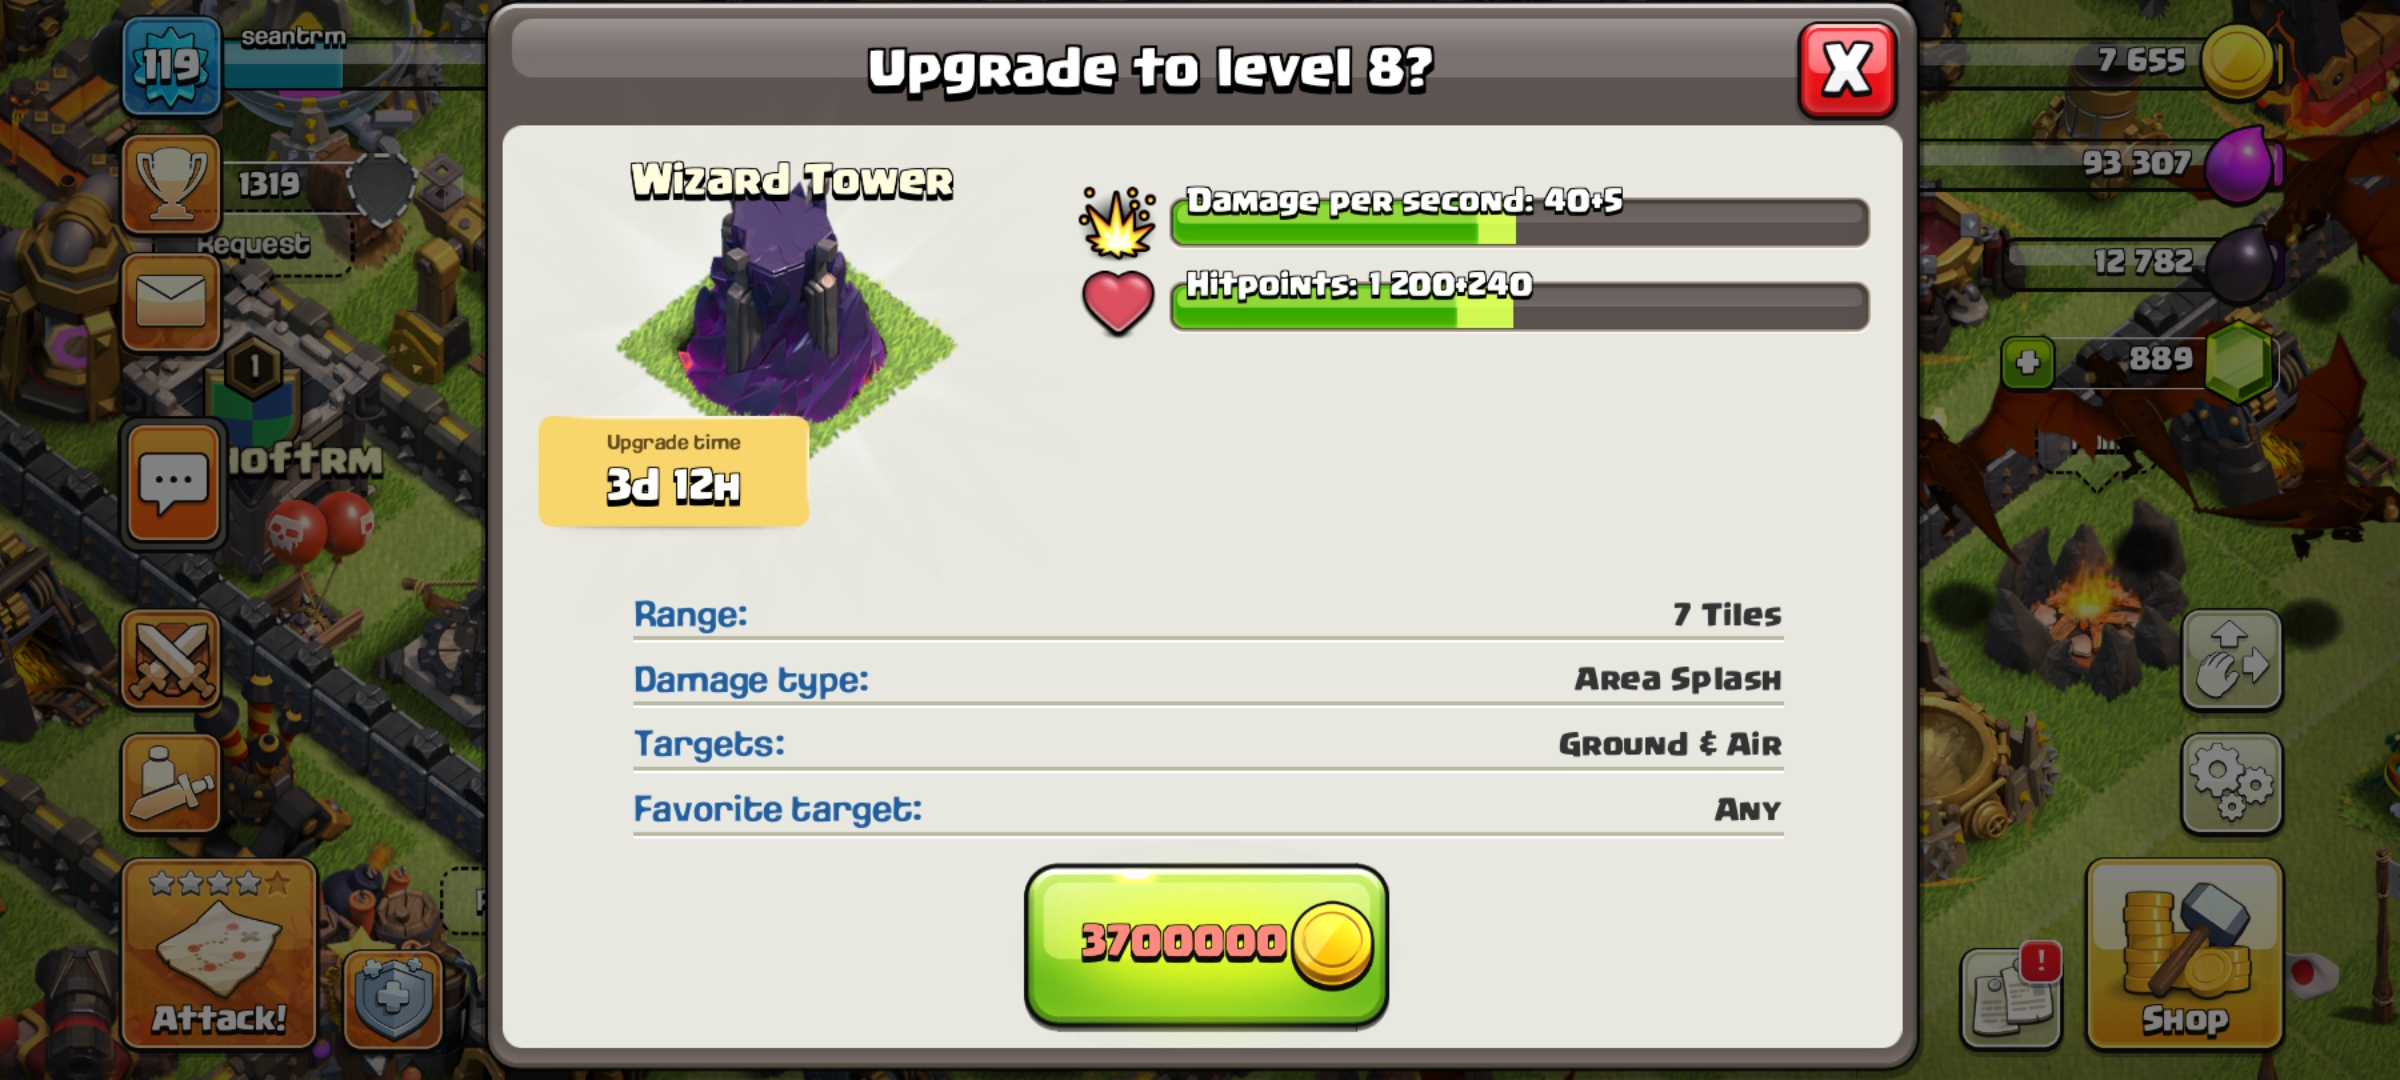 Upgrade to level 8?
X
119
seantrm
7 655
Wizard Tower
Damage per second: 40+5
93 307
1319
Request
Hitpoints: 1 200+240
12 782
889
1
Upgrade time
3d 12h
Range: 7 Tiles
Damage type: Area Splash
Targets: Ground & Air
Favorite target: Any
3700000
!
Attack!
Shop